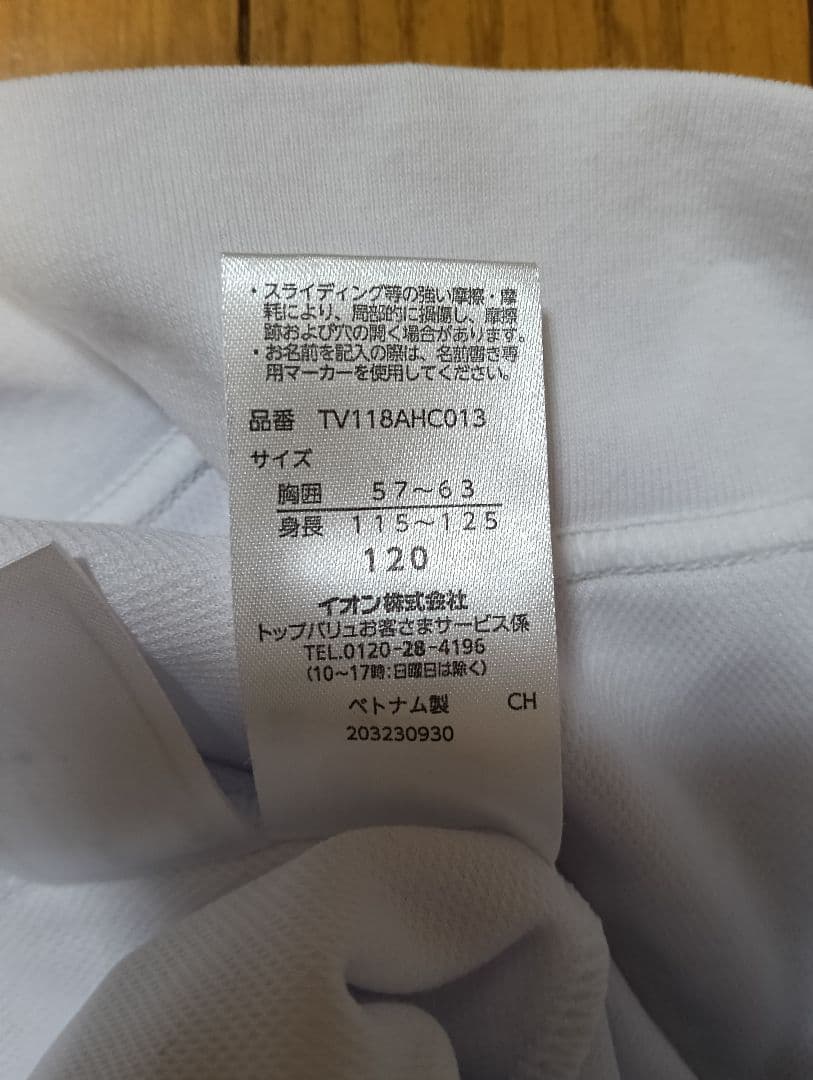 ・スライディング等の強い摩擦・摩
耗により、局部的に損傷し、摩擦
跡および穴の開く場合があります。
・お名前を記入の際は、名前書き専
用マーカーを使用してください。
品番 TV118AHC013
サイズ
胸囲 57～63
身長 115～125
120
イオン株式会社
トップバリュお客さまサービス係
TEL.0120-28-4196
(10～17時:日曜日は除く)
ベトナム製 CH
203230930